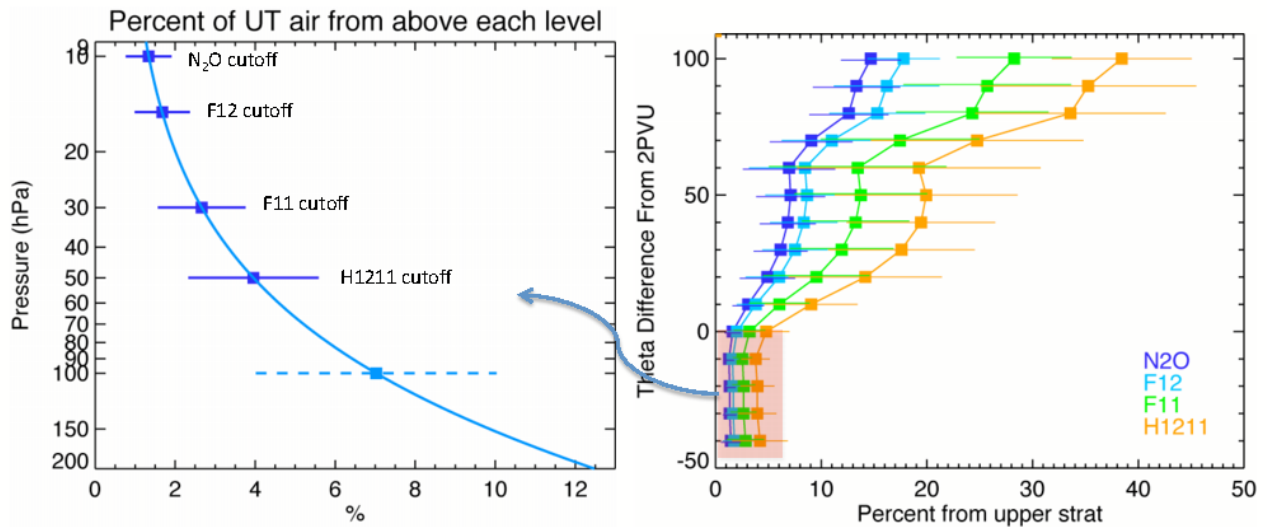 Percent of UT air from above each level
9
10
20
30
40
50
60
70
80
90
100
150
200
Pressure (hPa)
N₂O cutoff
F12 cutoff
F11 cutoff
H1211 cutoff
0 2 4 6 8 10 12
%
Theta Difference From 2PVU
100
50
0
-50
N2O
F12
F11
H1211
0 10 20 30 40 50
Percent from upper strat